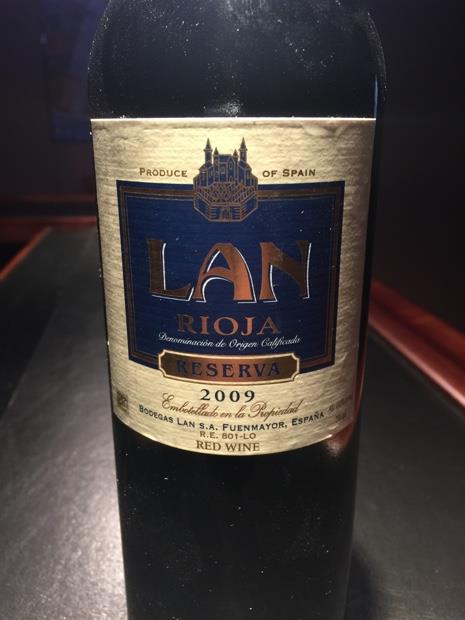 PRODUCE OF SPAIN
LAN
RIOJA
Denominación de Origen Calificada
RESERVA
2009
Embotellado en la Propiedad
BODEGAS LAN S.A. FUENMAYOR, ESPAÑA
R.E. 801-LO
RED WINE